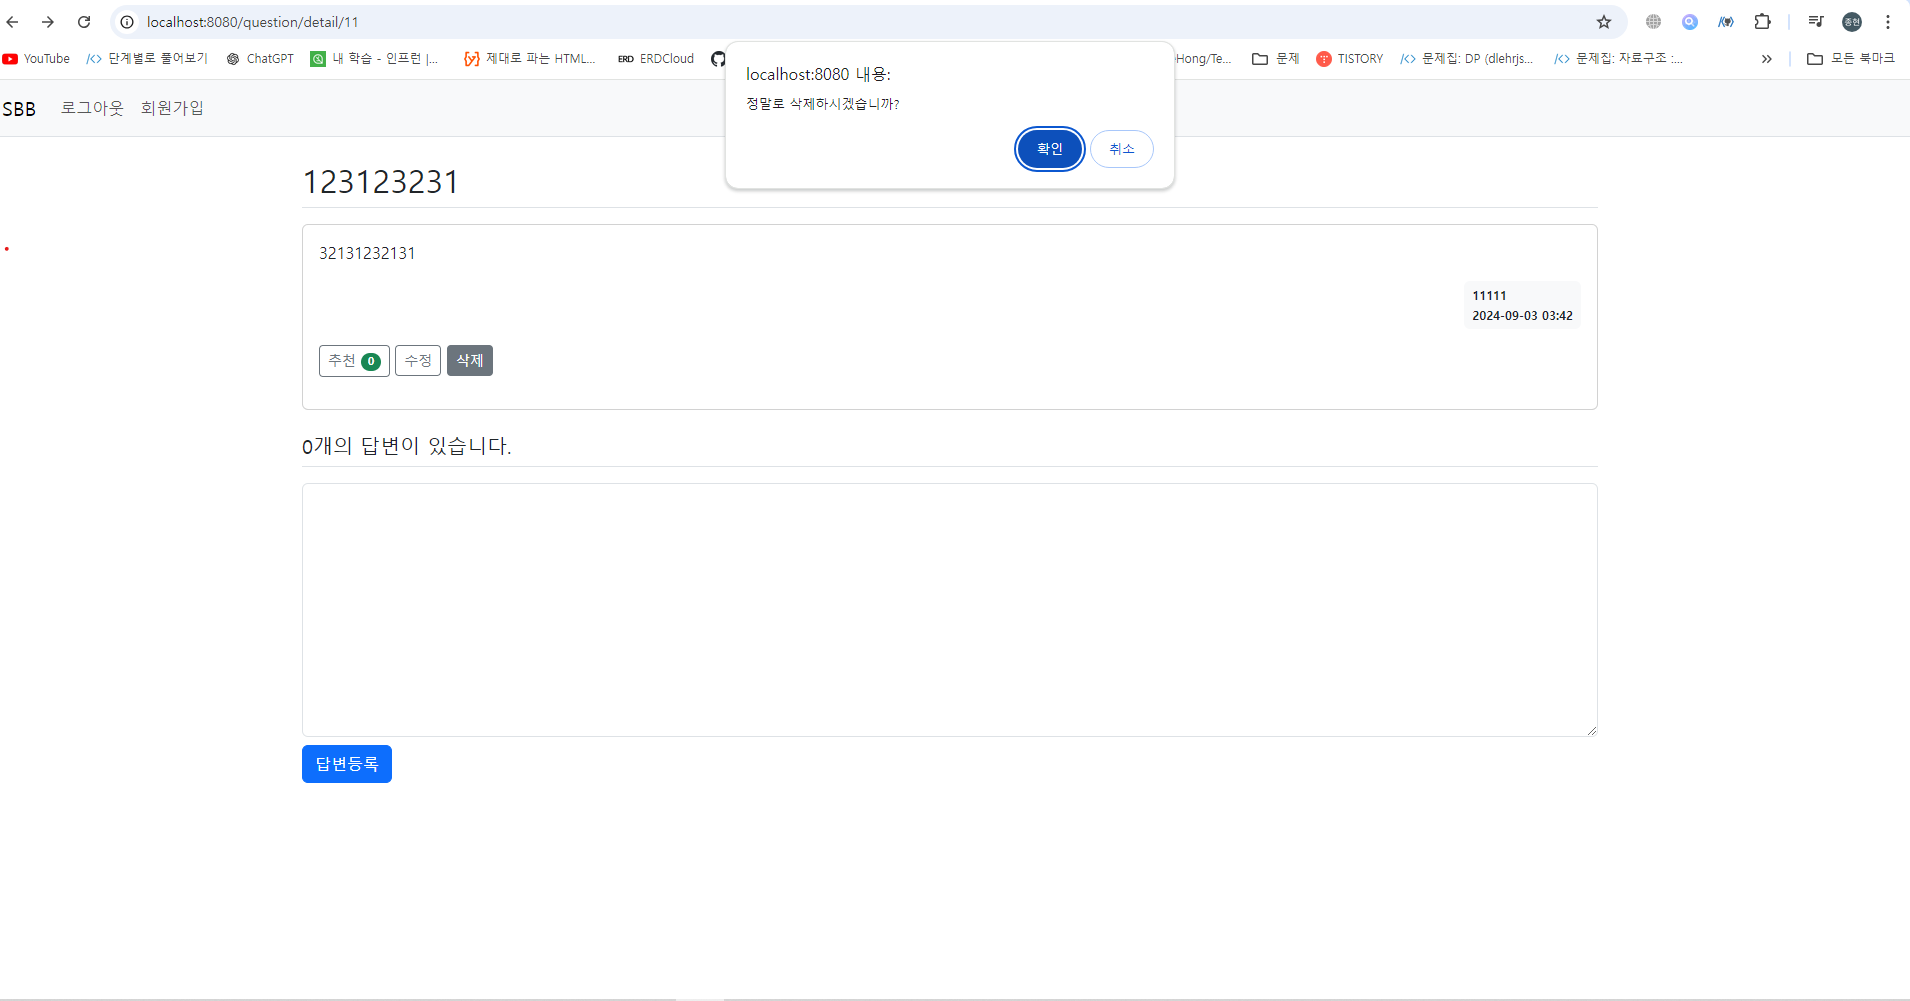 localhost:8080/question/detail/11
종현
YouTube 단계별로 풀어보기 ChatGPT 내 학습 - 인프런 |... 제대로 파는 HTML... ERD ERDCloud Hong/Te... 문제 TISTORY 문제집: DP (dlehrjs... 문제집: 자료구조 :... » 모든 북마크
localhost:8080 내용:
정말로 삭제하시겠습니까?
확인 취소
SBB 로그아웃 회원가입
123123231
32131232131
11111
2024-09-03 03:42
추천 0 수정 삭제
0개의 답변이 있습니다.
답변등록